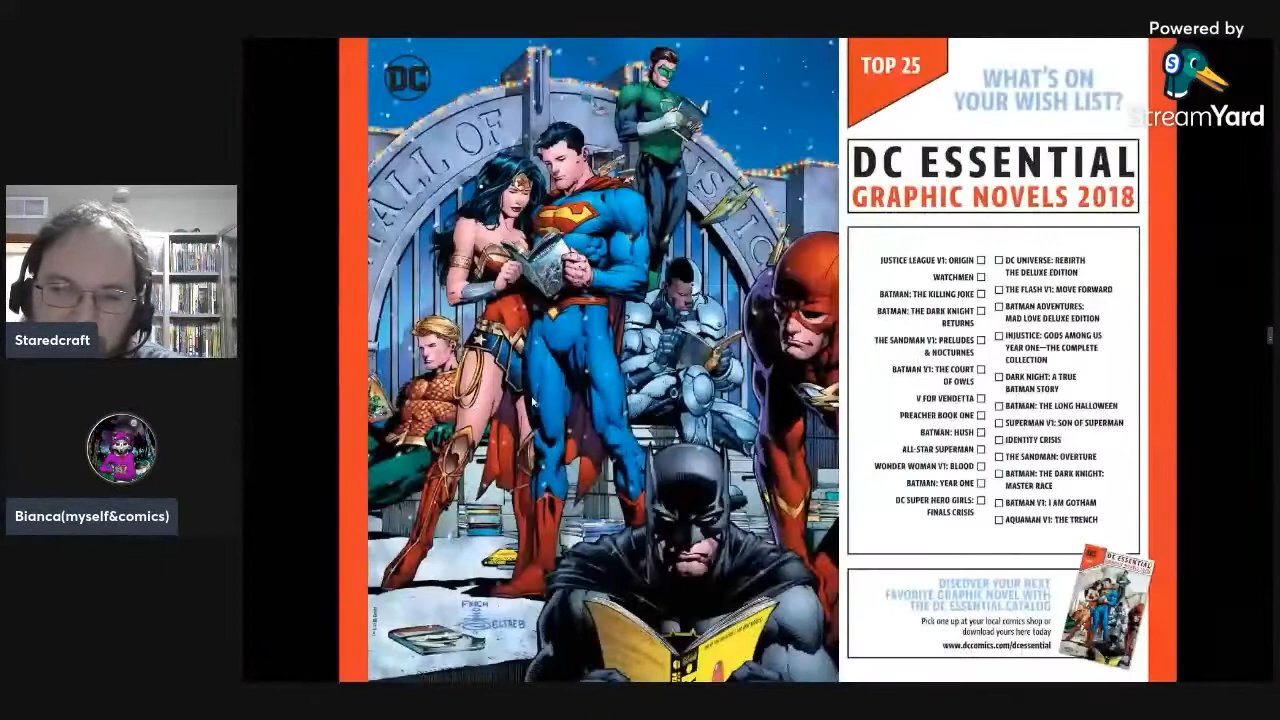 Powered by
StreamYard
DC
TOP 25
WHAT'S ON
YOUR WISH LIST?
DC ESSENTIAL
GRAPHIC NOVELS 2018
JUSTICE LEAGUE V1: ORIGIN
WATCHMEN
BATMAN: THE KILLING JOKE
BATMAN: THE DARK KNIGHT
RETURNS
THE SANDMAN V1: PRELUDES
& NOCTURNES
BATMAN V1: THE COURT
OF OWLS
V FOR VENDETTA
PREACHER BOOK ONE
BATMAN: HUSH
ALL-STAR SUPERMAN
WONDER WOMAN V1: BLOOD
BATMAN: YEAR ONE
DC SUPER HERO GIRLS:
FINALS CRISIS
DC UNIVERSE: REBIRTH
THE DELUXE EDITION
THE FLASH V1: MOVE FORWARD
BATMAN ADVENTURES:
MAD LOVE DELUXE EDITION
INJUSTICE: GODS AMONG US
YEAR ONE—THE COMPLETE
COLLECTION
DARK NIGHT: A TRUE
BATMAN STORY
BATMAN: THE LONG HALLOWEEN
SUPERMAN V1: SON OF SUPERMAN
IDENTITY CRISIS
THE SANDMAN: OVERTURE
BATMAN: THE DARK KNIGHT:
MASTER RACE
BATMAN V1: I AM GOTHAM
AQUAMAN V1: THE TRENCH
DISCOVER YOUR NEXT
FAVORITE GRAPHIC NOVEL WITH
THE DC ESSENTIAL CATALOG
Pick one up at your local comics shop or
download yours here today
www.dccomics.com/dcessential
DC ESSENTIAL
HALL OF
JUSTIC
FINCH
Staredcraft
Bianca(myself&comics)